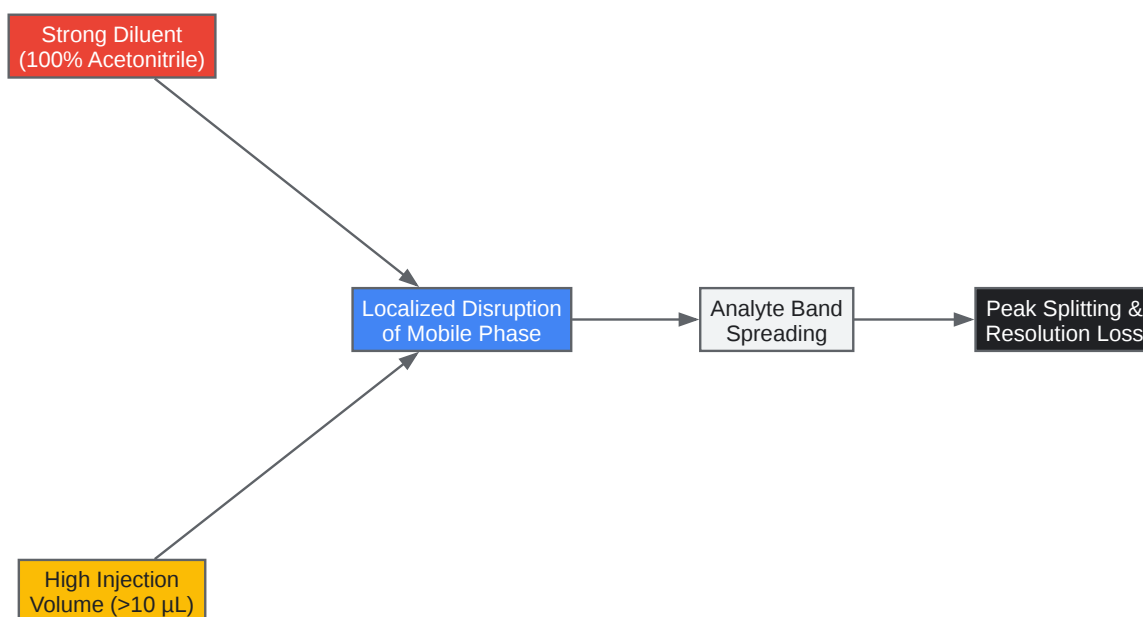 Strong Diluent
(100% Acetonitrile)
Localized Disruption
of Mobile Phase
Analyte Band
Spreading
Peak Splitting &
Resolution Loss
High Injection
Volume (>10 µL)